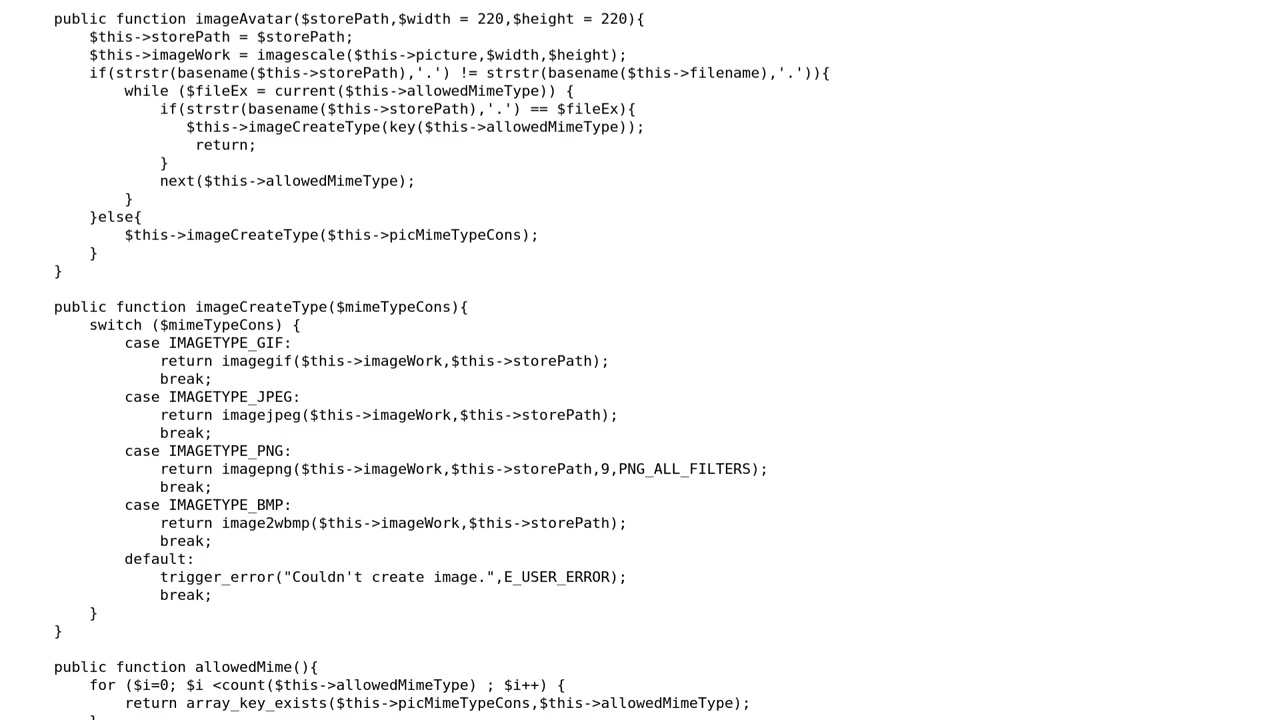 public function imageAvatar($storePath,$width = 220,$height = 220){
$this->storePath = $storePath;
$this->imageWork = imagescale($this->picture,$width,$height);
if(strstr(basename($this->storePath),'.') != strstr(basename($this->filename),'.')){
while ($fileEx = current($this->allowedMimeType)) {
if(strstr(basename($this->storePath),'.') == $fileEx){
$this->imageCreateType(key($this->allowedMimeType));
return;
}
next($this->allowedMimeType);
}
}else{
$this->imageCreateType($this->picMimeTypeCons);
}
}
public function imageCreateType($mimeTypeCons){
switch ($mimeTypeCons) {
case IMAGETYPE_GIF:
return imagegif($this->imageWork,$this->storePath);
break;
case IMAGETYPE_JPEG:
return imagejpeg($this->imageWork,$this->storePath);
break;
case IMAGETYPE_PNG:
return imagepng($this->imageWork,$this->storePath,9,PNG_ALL_FILTERS);
break;
case IMAGETYPE_BMP:
return image2wbmp($this->imageWork,$this->storePath);
break;
default:
trigger_error("Couldn't create image.",E_USER_ERROR);
break;
}
}
public function allowedMime(){
for ($i=0; $i <count($this->allowedMimeType) ; $i++) {
return array_key_exists($this->picMimeTypeCons,$this->allowedMimeType);
}